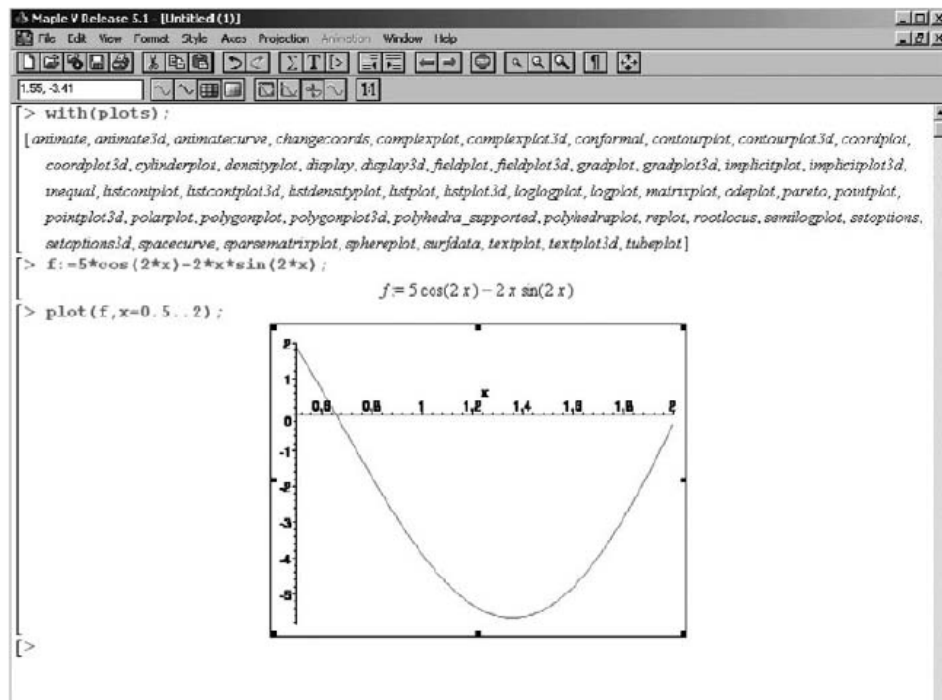 Maple V Release 5.1 - [Untitled (1)]
File Edit View Format Style Axes Projection Animation Window Help
1.55, -3.41
1:1
[> with(plots);
[animate, animate3d, animatecurve, changecoords, complexplot, complexplot3d, conformal, contourplot, contourplot3d, coordplot,
coordplot3d, cylinderplot, densityplot, display, display3d, fieldplot, fieldplot3d, gradplot, gradplot3d, implicitplot, implicitplot3d,
inequal, listcontplot, listcontplot3d, listdensityplot, listplot, listplot3d, loglogplot, logplot, matrixplot, odeplot, pareto, pointplot,
pointplot3d, polarplot, polygonplot, polygonplot3d, polyhedra_supported, polyhedraplot, replot, rootlocus, semilogplot, setoptions,
setoptions3d, spacecurve, sparsematrixplot, sphereplot, surfdata, textplot, textplot3d, tubeplot]
[> f:=5*cos(2*x)-2*x*sin(2*x);
f:= 5 cos(2 x) - 2 x sin(2 x)
[> plot(f,x=0.5..2);
2
1
x
0,6 0,8 1 1,2 1,4 1,6 1,8 2
0
-1
-2
-3
-4
-5
[>